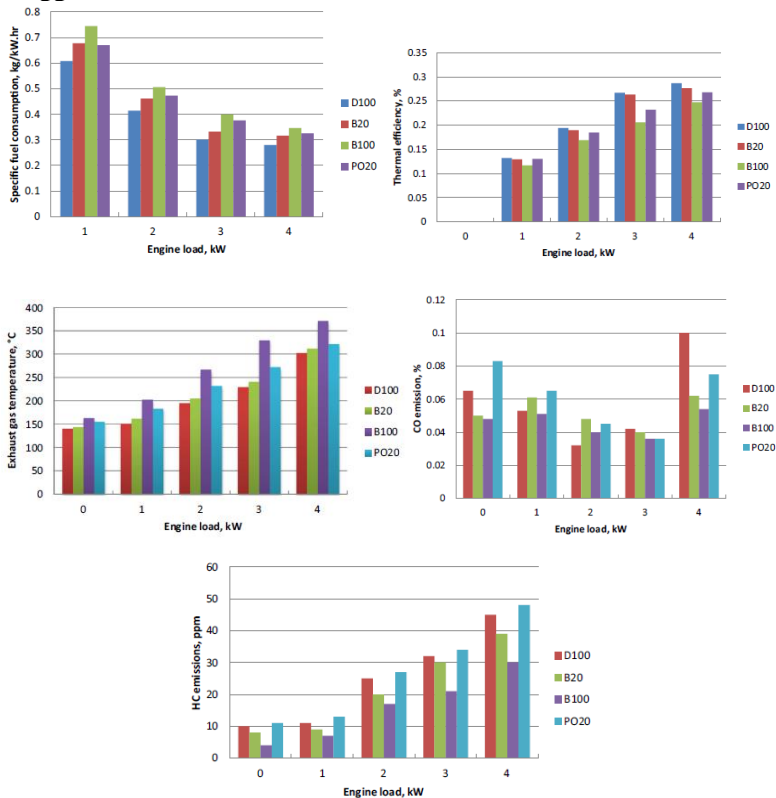 Specific fuel consumption, kg/kW.hr
0.8
0.7
0.6
0.5
0.4
0.3
0.2
0.1
0
1 2 3 4
Engine load, kW
D100
B20
B100
PO20
Thermal efficiency, %
0.35
0.3
0.25
0.2
0.15
0.1
0.05
0
0 1 2 3 4
Engine load, kW
D100
B20
B100
PO20
Exhaust gas temperature, °C
400
350
300
250
200
150
100
50
0
0 1 2 3 4
Engine load, kW
D100
B20
B100
PO20
CO emission, %
0.12
0.1
0.08
0.06
0.04
0.02
0
0 1 2 3 4
Engine load, kW
D100
B20
B100
PO20
HC emissions, ppm
60
50
40
30
20
10
0
0 1 2 3 4
Engine load, kW
D100
B20
B100
PO20